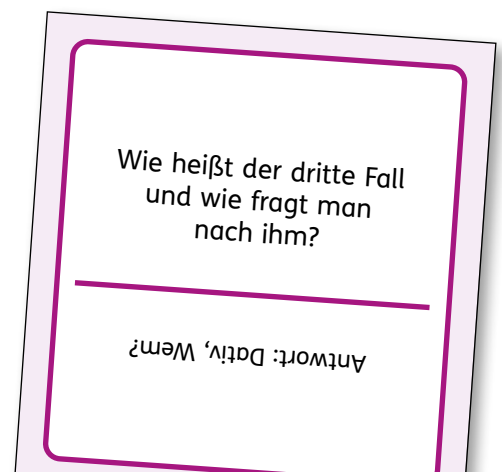 Wie heißt der dritte Fall
und wie fragt man
nach ihm?
Antwort: Dativ, Wem?